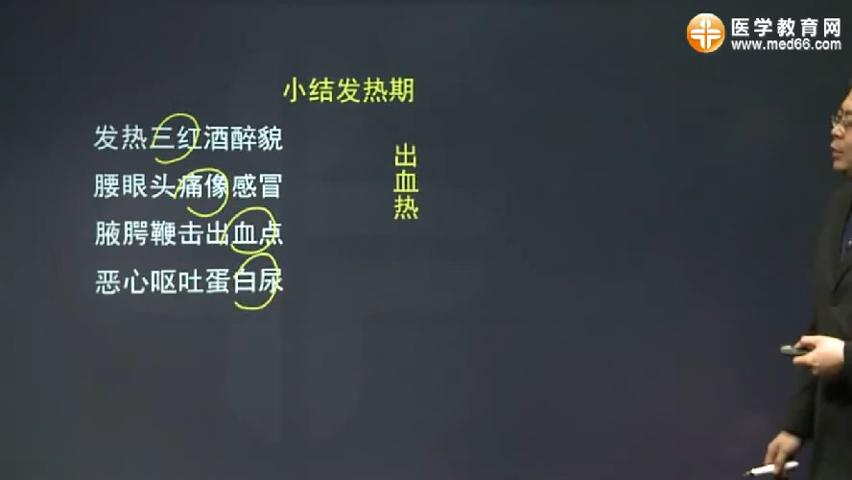 医学教育网
www.med66.com
小结发热期
发热三红酒醉貌
腰眼头痛像感冒
腋腭鞭击出血点
恶心呕吐蛋白尿
出血热